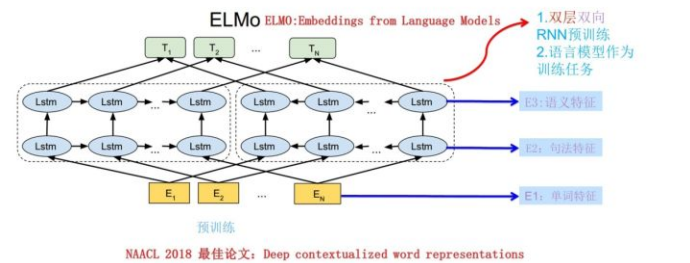 ELMo ELMO:Embeddings from Language Models
1.双层双向
RNN预训练
2.语言模型作为
训练任务
T1 T2 ... TN
Lstm Lstm ... Lstm Lstm Lstm ... Lstm
E3:语义特征
Lstm Lstm ... Lstm Lstm Lstm ... Lstm
E2: 句法特征
E1 E2 ... EN
E1: 单词特征
预训练
NAACL 2018 最佳论文: Deep contextualized word representations